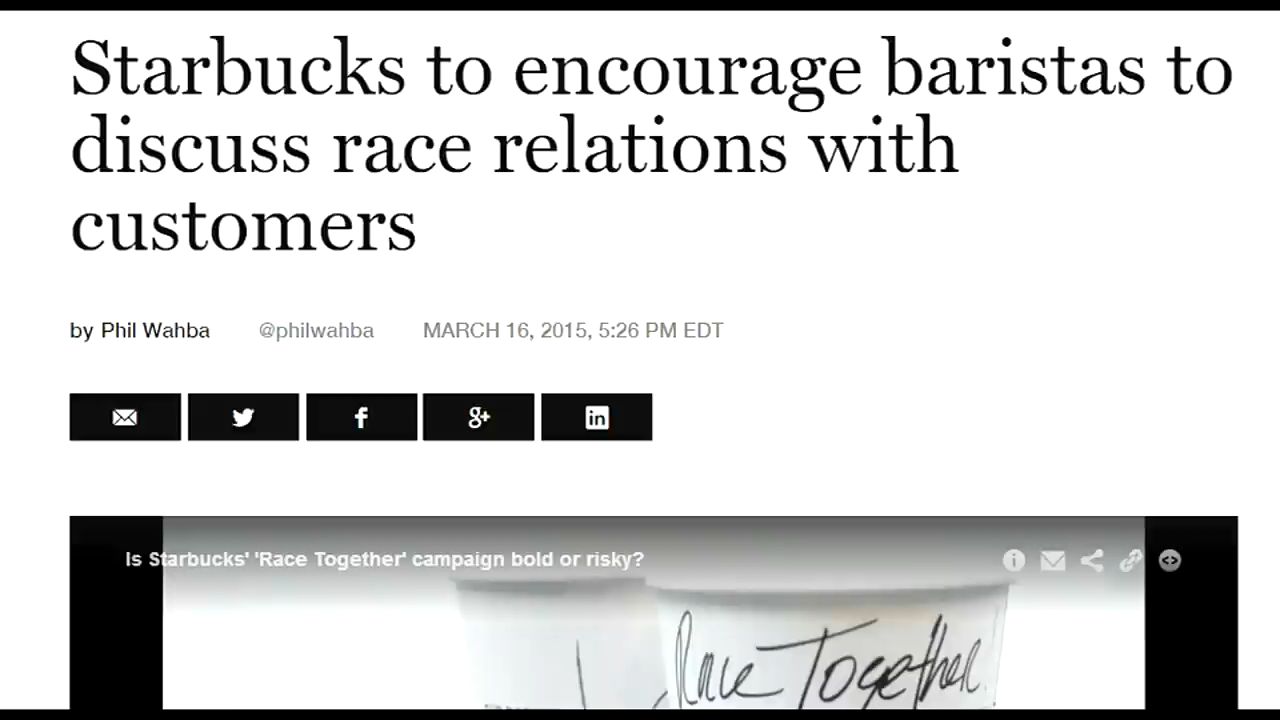 Starbucks to encourage baristas to
discuss race relations with
customers
by Phil Wahba @philwahba MARCH 16, 2015, 5:26 PM EDT
Is Starbucks' 'Race Together' campaign bold or risky?
Race Together